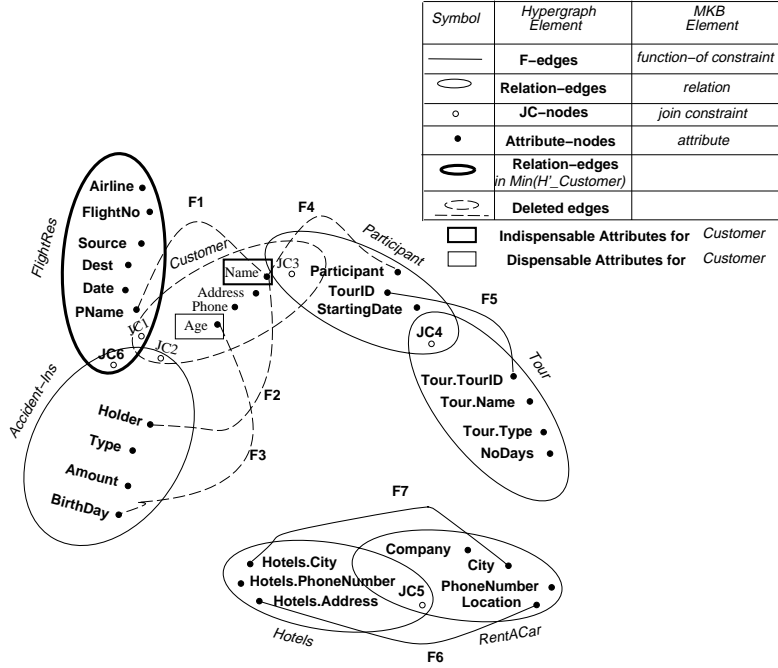 Symbol Hypergraph Element MKB Element
F-edges function-of constraint
Relation-edges relation
JC-nodes join constraint
Attribute-nodes attribute
Relation-edges
in Min(H'_Customer)
Deleted edges
Indispensable Attributes for Customer
Dispensable Attributes for Customer
FlightRes
Airline
FlightNo
Source
Dest
Date
PName
JC1
JC6
JC2
F1
F4
Customer
Name
JC3
Address
Phone
Age
Participant
Participant
TourID
StartingDate
JC4
F5
Tour
Tour.TourID
Tour.Name
Tour.Type
NoDays
Accident-Ins
Holder
Type
Amount
BirthDay
F2
F3
F7
Hotels.City
Hotels.PhoneNumber
Hotels.Address
JC5
Hotels
Company
City
PhoneNumber
Location
RentACar
F6